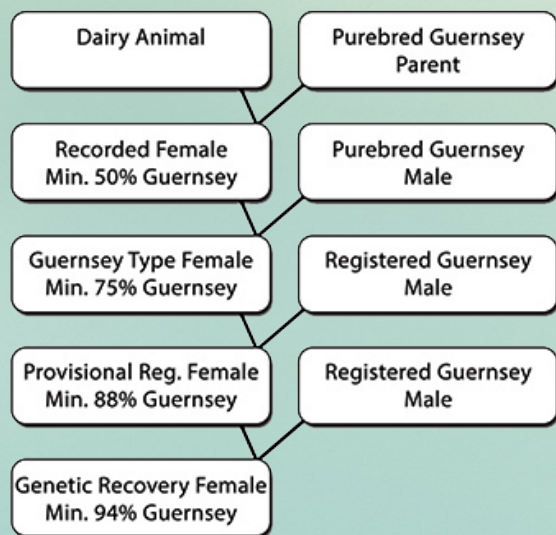 Dairy Animal
Purebred Guernsey
Parent
Recorded Female
Min. 50% Guernsey
Purebred Guernsey
Male
Guernsey Type Female
Min. 75% Guernsey
Registered Guernsey
Male
Provisional Reg. Female
Min. 88% Guernsey
Registered Guernsey
Male
Genetic Recovery Female
Min. 94% Guernsey